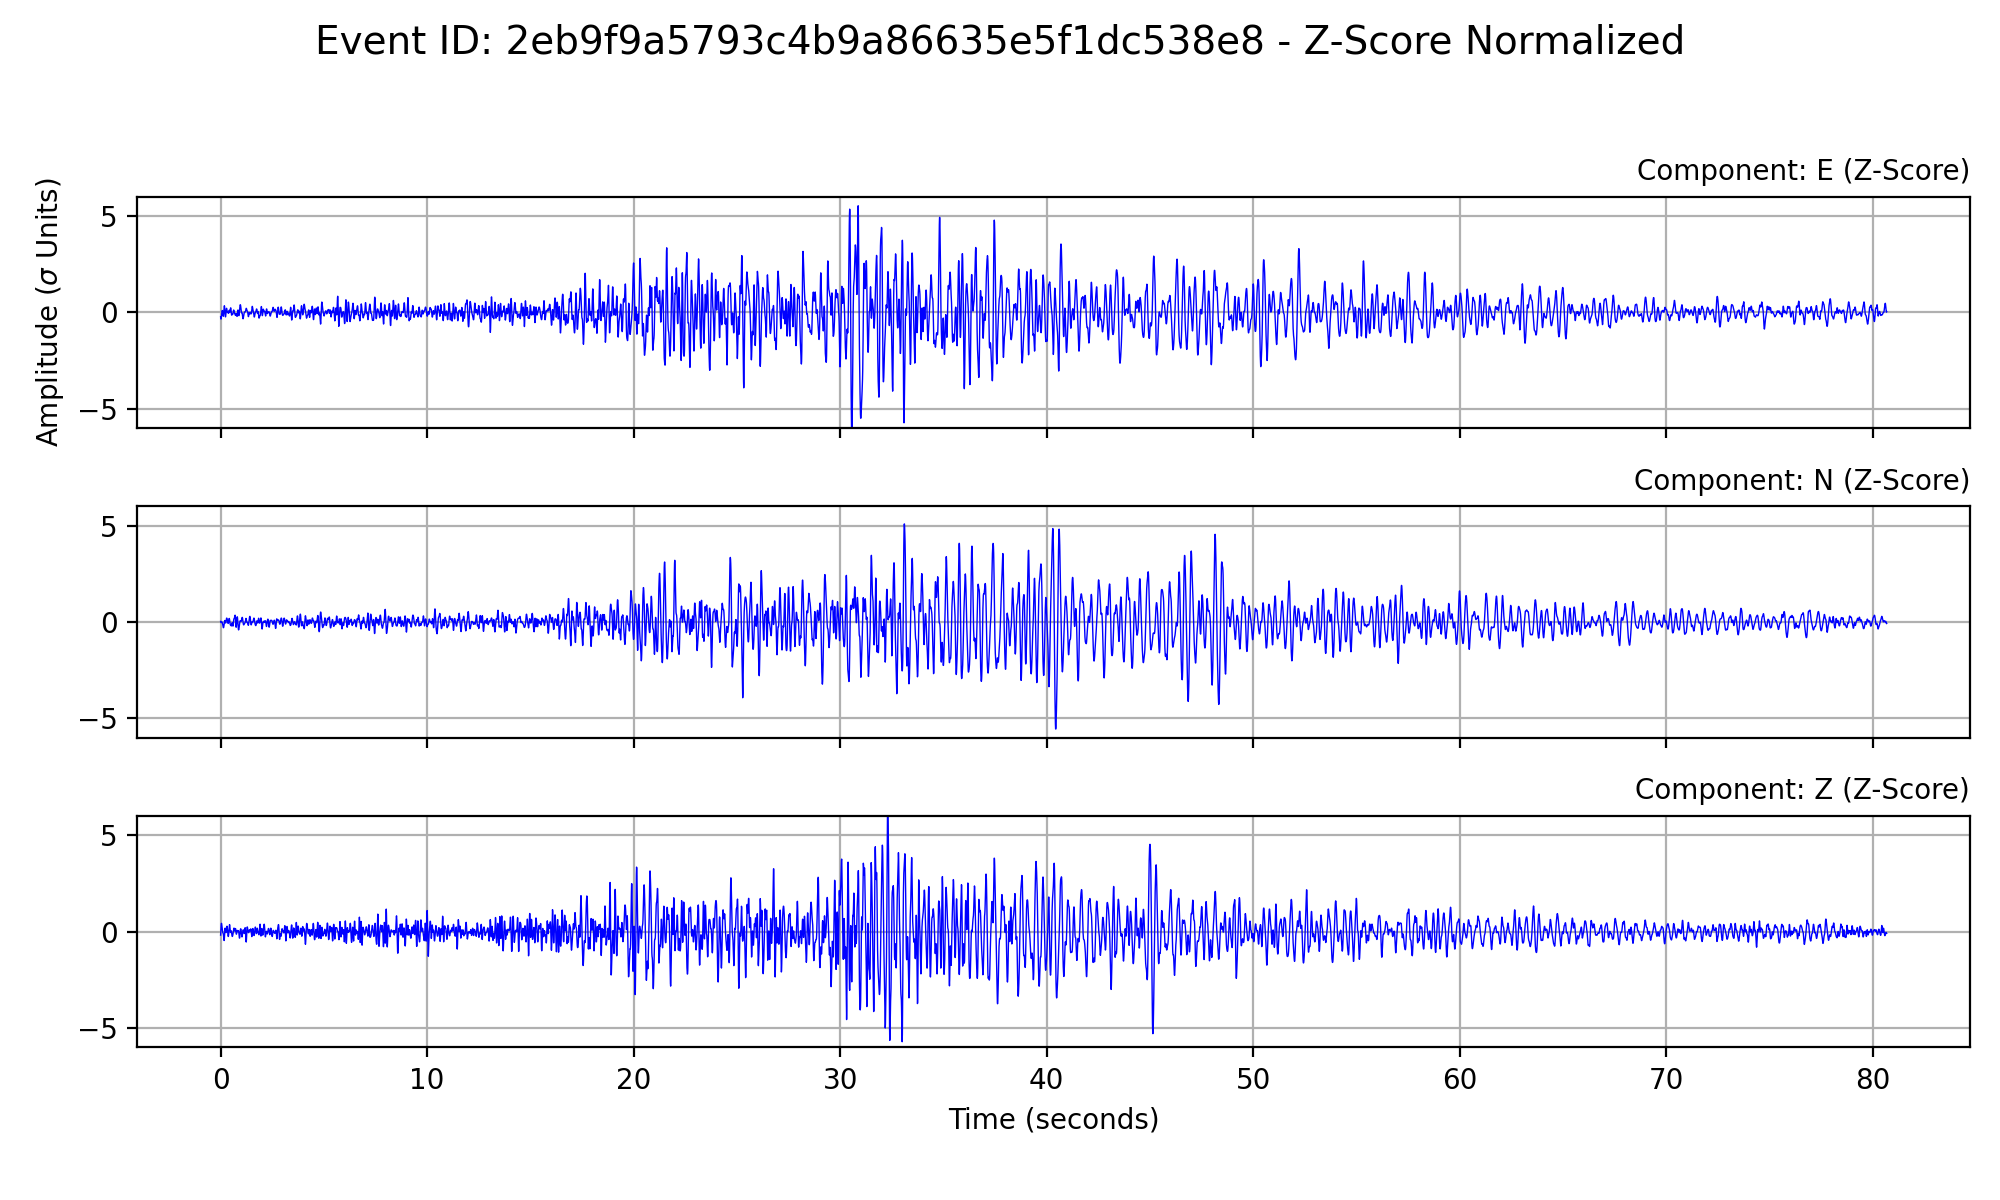 Event ID: 2eb9f9a5793c4b9a86635e5f1dc538e8 - Z-Score Normalized
Component: E (Z-Score)
Amplitude (σ Units)
5
0
−5
Component: N (Z-Score)
5
0
−5
Component: Z (Z-Score)
5
0
−5
0 10 20 30 40 50 60 70 80
Time (seconds)